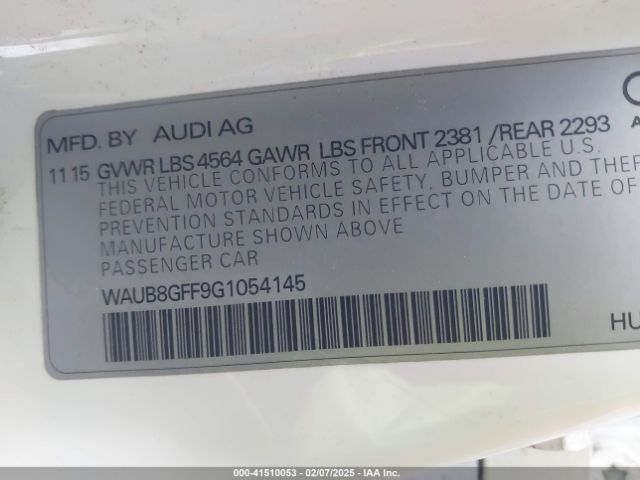 MFD. BY AUDI AG
11 15 GVWR LBS 4564 GAWR LBS FRONT 2381 /REAR 2293
THIS VEHICLE CONFORMS TO ALL APPLICABLE U.S.
FEDERAL MOTOR VEHICLE SAFETY, BUMPER AND THEF
PREVENTION STANDARDS IN EFFECT ON THE DATE OF
MANUFACTURE SHOWN ABOVE
PASSENGER CAR
WAUB8GFF9G1054145
HU
000-41510053 - 02/07/2025 - IAA Inc.